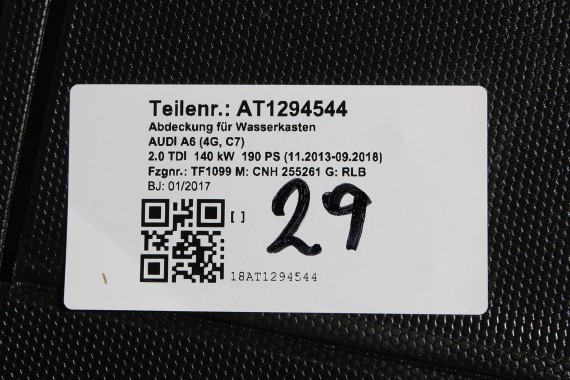 Teilenr.: AT1294544
Abdeckung für Wasserkasten
AUDI A6 (4G, C7)
2.0 TDI 140 kW 190 PS (11.2013-09.2018)
Fzgnr.: TF1099 M: CNH 255261 G: RLB
BJ: 01/2017
[ ]
29
18AT1294544